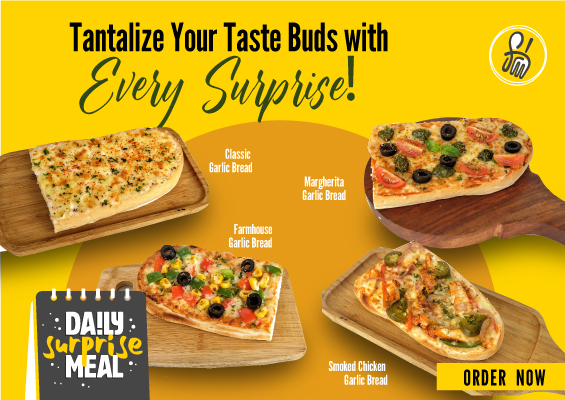 Tantalize Your Taste Buds with
Every Surprise!
Classic
Garlic Bread
Margherita
Garlic Bread
Farmhouse
Garlic Bread
Smoked Chicken
Garlic Bread
DAILY
surprise
MEAL
ORDER NOW